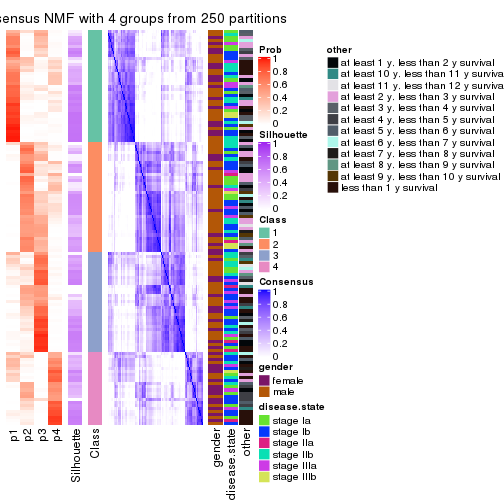 sensus NMF with 4 groups from 250 partitions
Prob
1
0.8
0.6
0.4
0.2
0
Silhouette
1
0.8
0.6
0.4
0.2
0
Class
1
2
3
4
Consensus
1
0.8
0.6
0.4
0.2
0
gender
female
male
disease.state
stage Ia
stage Ib
stage IIa
stage IIb
stage IIIa
stage IIIb
other
at least 1 y. less than 2 y survival
at least 10 y. less than 11 y survival
at least 11 y. less than 12 y survival
at least 2 y. less than 3 y survival
at least 3 y. less than 4 y survival
at least 4 y. less than 5 y survival
at least 5 y. less than 6 y survival
at least 6 y. less than 7 y survival
at least 7 y. less than 8 y survival
at least 8 y. less than 9 y survival
at least 9 y. less than 10 y survival
less than 1 y survival
p1
p2
p3
p4
Silhouette
Class
gender
disease.state
other